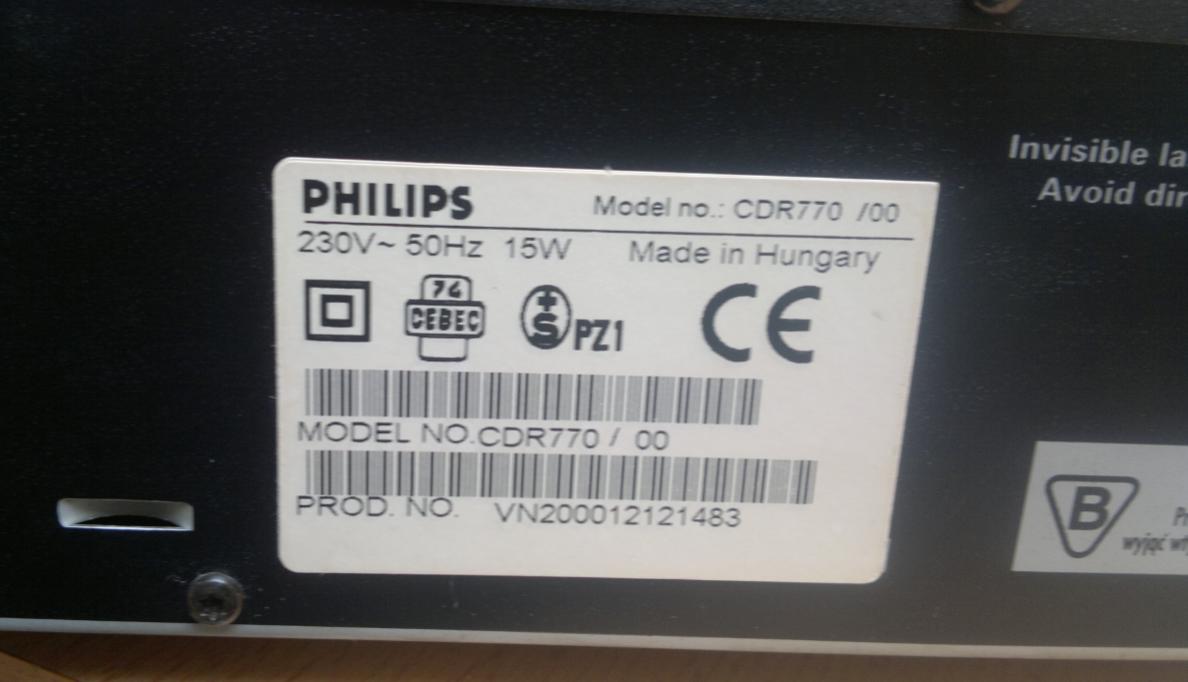 PHILIPS Model no.: CDR770 /00
230V~ 50Hz 15W Made in Hungary
74
CEBEC
+
S PZ1 CE
MODEL NO.CDR770 / 00
PROD. NO. VN200012121483
Invisible la
Avoid dir
B
wyjąć